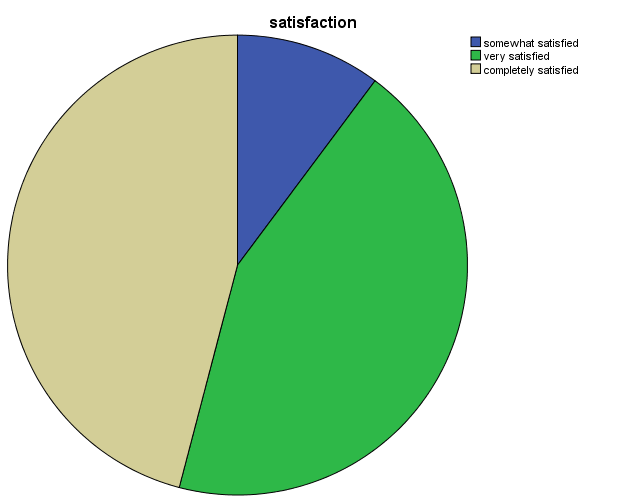 satisfaction
somewhat satisfied
very satisfied
completely satisfied